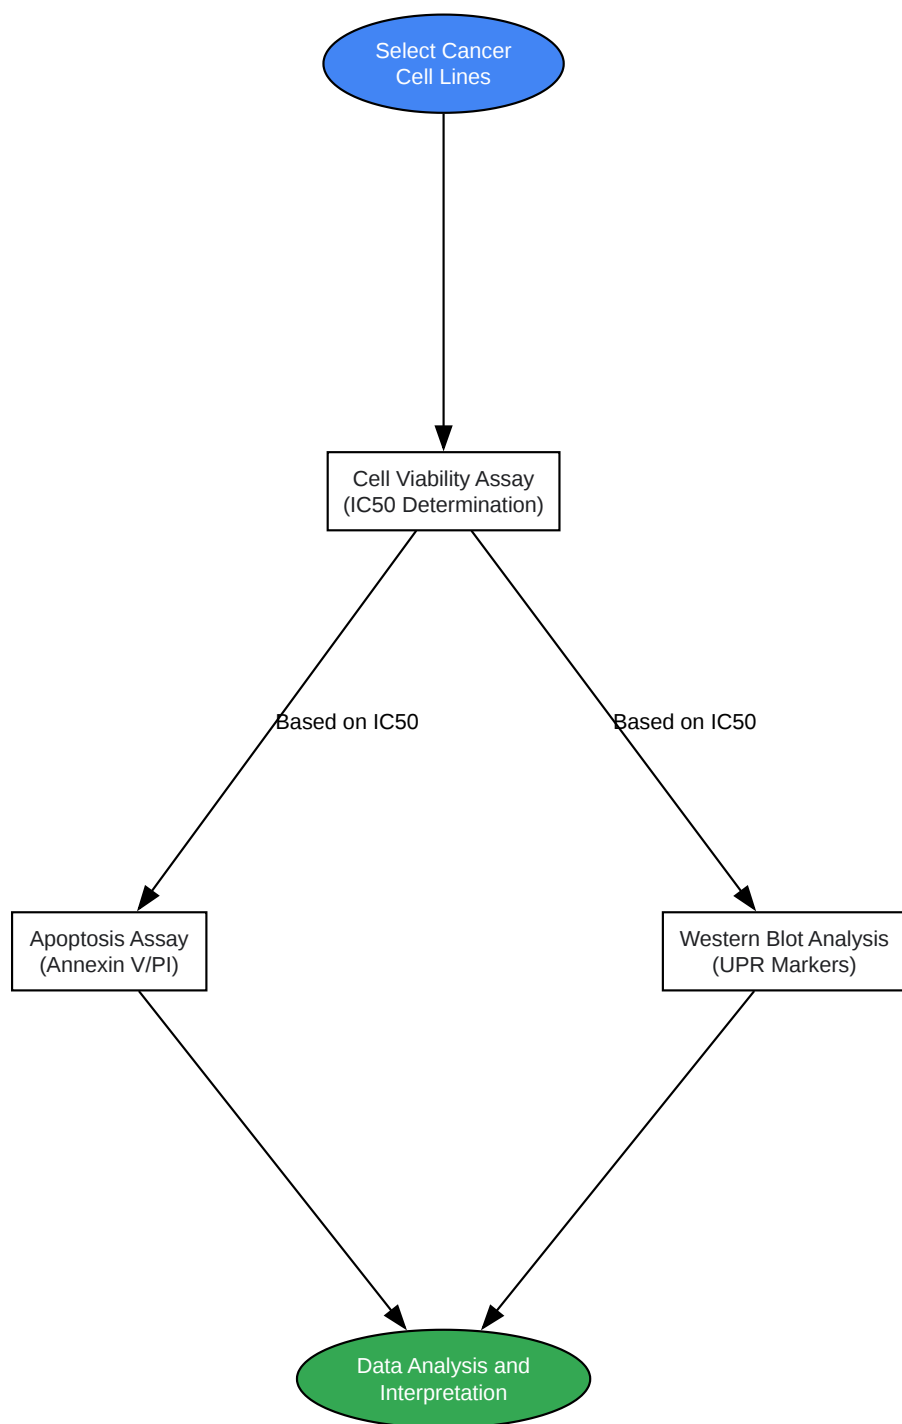 Select Cancer
Cell Lines
Cell Viability Assay
(IC50 Determination)
Based on IC50
Based on IC50
Apoptosis Assay
(Annexin V/PI)
Western Blot Analysis
(UPR Markers)
Data Analysis and
Interpretation